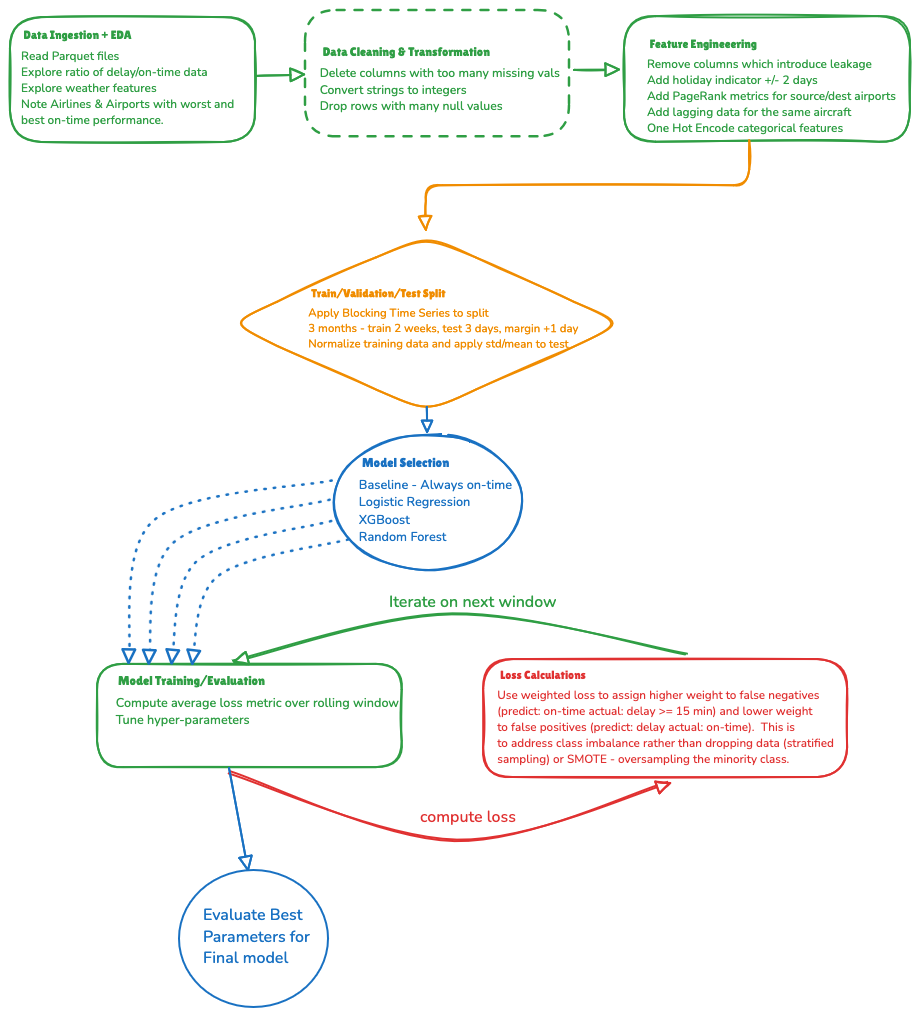 Data Ingestion + EDA
Read Parquet files
Explore ratio of delay/on-time data
Explore weather features
Note Airlines & Airports with worst and
best on-time performance.
Data Cleaning & Transformation
Delete columns with too many missing vals
Convert strings to integers
Drop rows with many null values
Feature Engineeering
Remove columns which introduce leakage
Add holiday indicator +/- 2 days
Add PageRank metrics for source/dest airports
Add lagging data for the same aircraft
One Hot Encode categorical features
Train/Validation/Test Split
Apply Blocking Time Series to split
3 months - train 2 weeks, test 3 days, margin +1 day
Normalize training data and apply std/mean to test
Model Selection
Baseline - Always on-time
Logistic Regression
XGBoost
Random Forest
Iterate on next window
Model Training/Evaluation
Compute average loss metric over rolling window
Tune hyper-parameters
Loss Calculations
Use weighted loss to assign higher weight to false negatives
(predict: on-time actual: delay >= 15 min) and lower weight
to false positives (predict: delay actual: on-time).  This is
to address class imbalance rather than dropping data (stratified
sampling) or SMOTE - oversampling the minority class.
compute loss
Evaluate Best
Parameters for
Final model